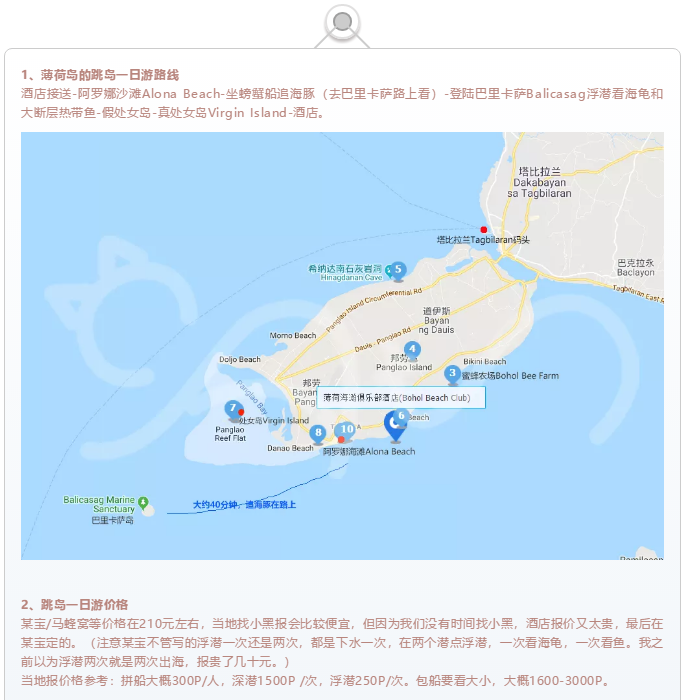 1、薄荷岛的跳岛一日游路线
酒店接送-阿罗娜沙滩Alona Beach-坐螃蟹船追海豚（去巴里卡萨路上看）-登陆巴里卡萨Balicasag浮潜看海龟和
大断层热带鱼-假处女岛-真处女岛Virgin Island-酒店。
塔比拉兰
Dakabayan
sa Tagbilaran
塔比拉兰Tagbilaran码头
希纳达南石灰岩洞
Hinagdanan Cave
5
巴克拉永
Baclayon
Tagbilaran East R
Panglao Island Circumferential Rd
道伊斯
Bayan
ng Dauis
Momo Beach
Dauis - Panglao Rd
4
邦劳
Panglao Island
Bikini Beach
Doljo Beach
3
蜜蜂农场Bohol Bee Farm
Panglao Bay
邦劳
Bayan
Pang
薄荷海滩俱乐部酒店(Bohol Beach Club)
7
处女岛Virgin Island
6
Beach
Panglao
Reef Flat
8
10
Danao Beach
阿罗娜海滩Alona Beach
Balicasag Marine
Sanctuary
巴里卡萨岛
大约40分钟，追海豚在路上
2、跳岛一日游价格
某宝/马蜂窝等价格在210元左右，当地找小黑报会比较便宜，但因为我们没有时间找小黑，酒店报价又太贵，最后在
某宝定的。（注意某宝不管写的浮潜一次还是两次，都是下水一次，在两个潜点浮潜，一次看海龟，一次看鱼。我之
前以为浮潜两次就是两次出海，报贵了几十元。）
当地报价格参考：拼船大概300P/人，深潜1500P /次，浮潜250P/次。包船要看大小，大概1600-3000P。